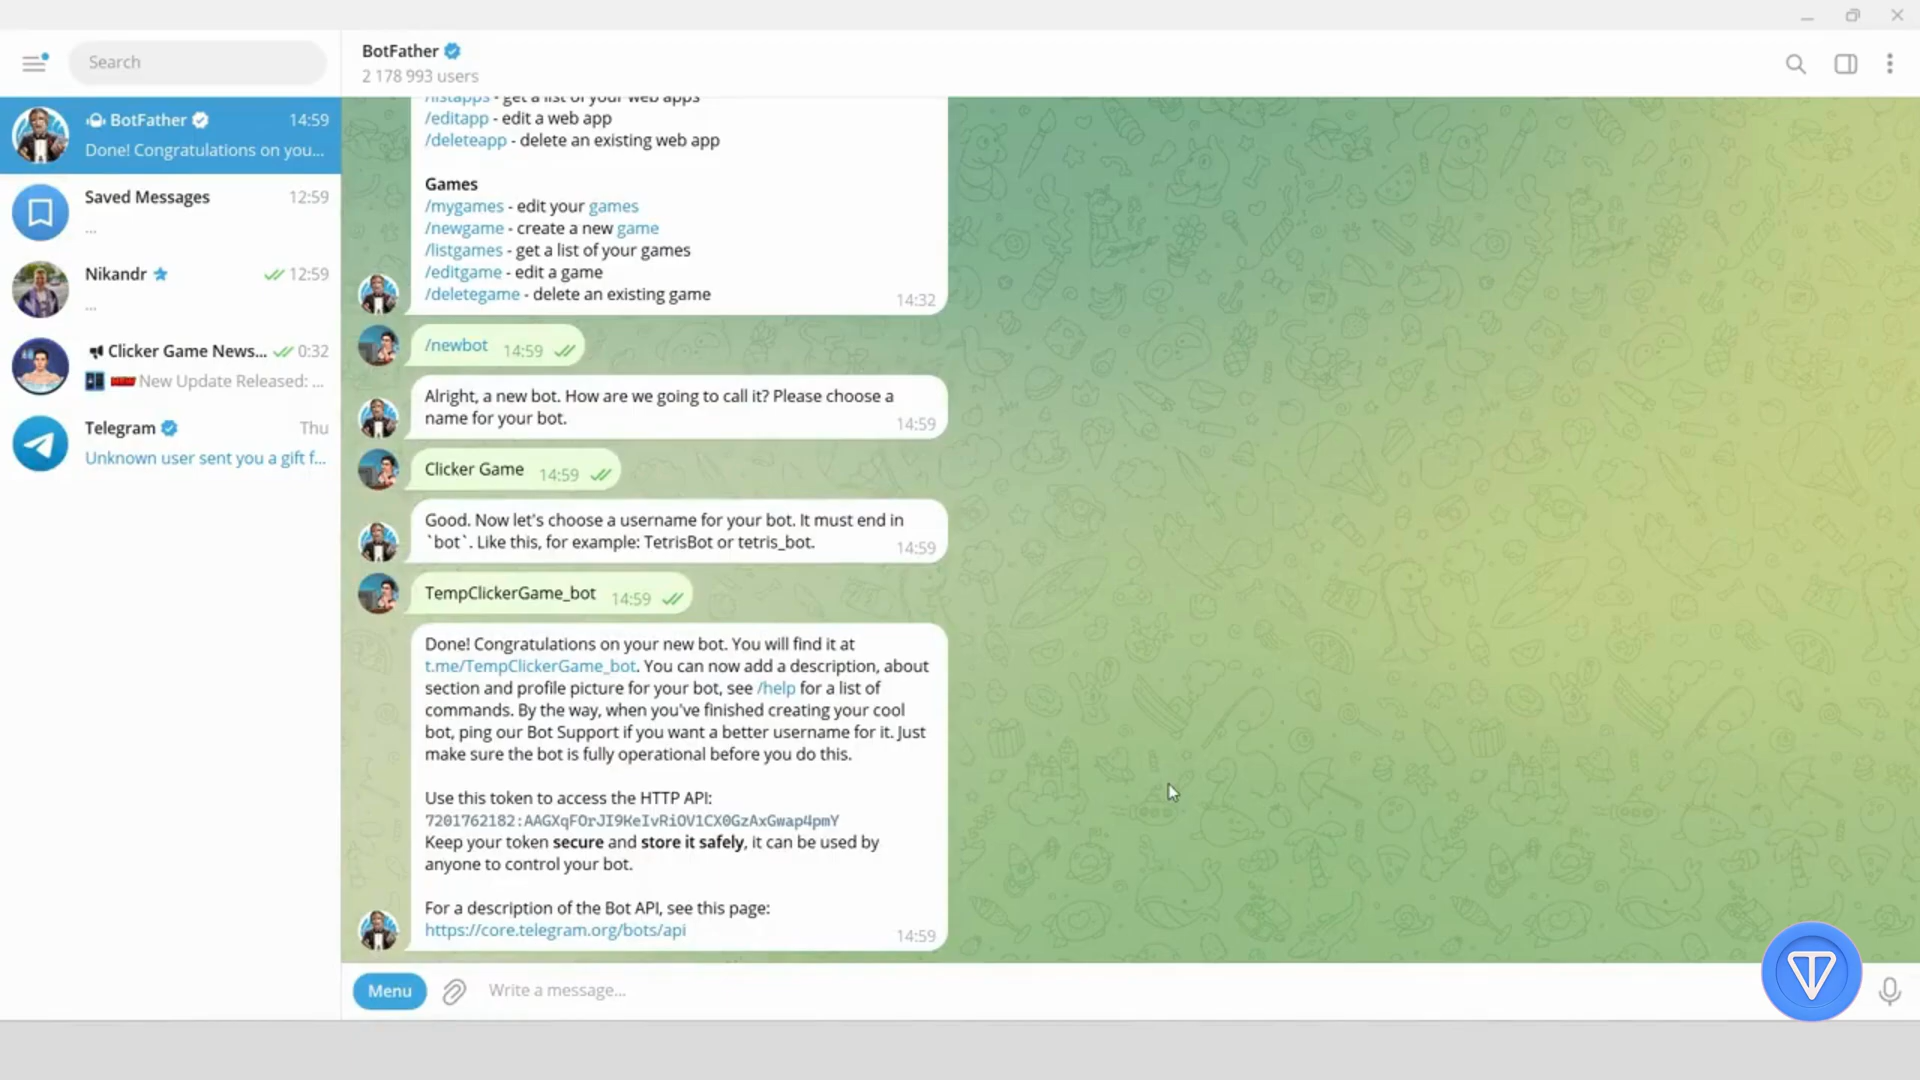 Search
BotFather
2 178 993 users
BotFather 14:59
Done! Congratulations on you...
Saved Messages 12:59
...
Nikandr 12:59
...
Clicker Game News... 0:32
NEW New Update Released: ...
Telegram Thu
Unknown user sent you a gift f...
/listapps - get a list of your web apps
/editapp - edit a web app
/deleteapp - delete an existing web app
Games
/mygames - edit your games
/newgame - create a new game
/listgames - get a list of your games
/editgame - edit a game
/deletegame - delete an existing game
14:32
/newbot 14:59
Alright, a new bot. How are we going to call it? Please choose a
name for your bot.
14:59
Clicker Game 14:59
Good. Now let's choose a username for your bot. It must end in
`bot`. Like this, for example: TetrisBot or tetris_bot.
14:59
TempClickerGame_bot 14:59
Done! Congratulations on your new bot. You will find it at
t.me/TempClickerGame_bot. You can now add a description, about
section and profile picture for your bot, see /help for a list of
commands. By the way, when you've finished creating your cool
bot, ping our Bot Support if you want a better username for it. Just
make sure the bot is fully operational before you do this.
Use this token to access the HTTP API:
7201762182:AAGXqFOrJI9KeIvRiOV1CX0GzAxGwap4pmY
Keep your token secure and store it safely, it can be used by
anyone to control your bot.
For a description of the Bot API, see this page:
https://core.telegram.org/bots/api
14:59
Menu
Write a message...